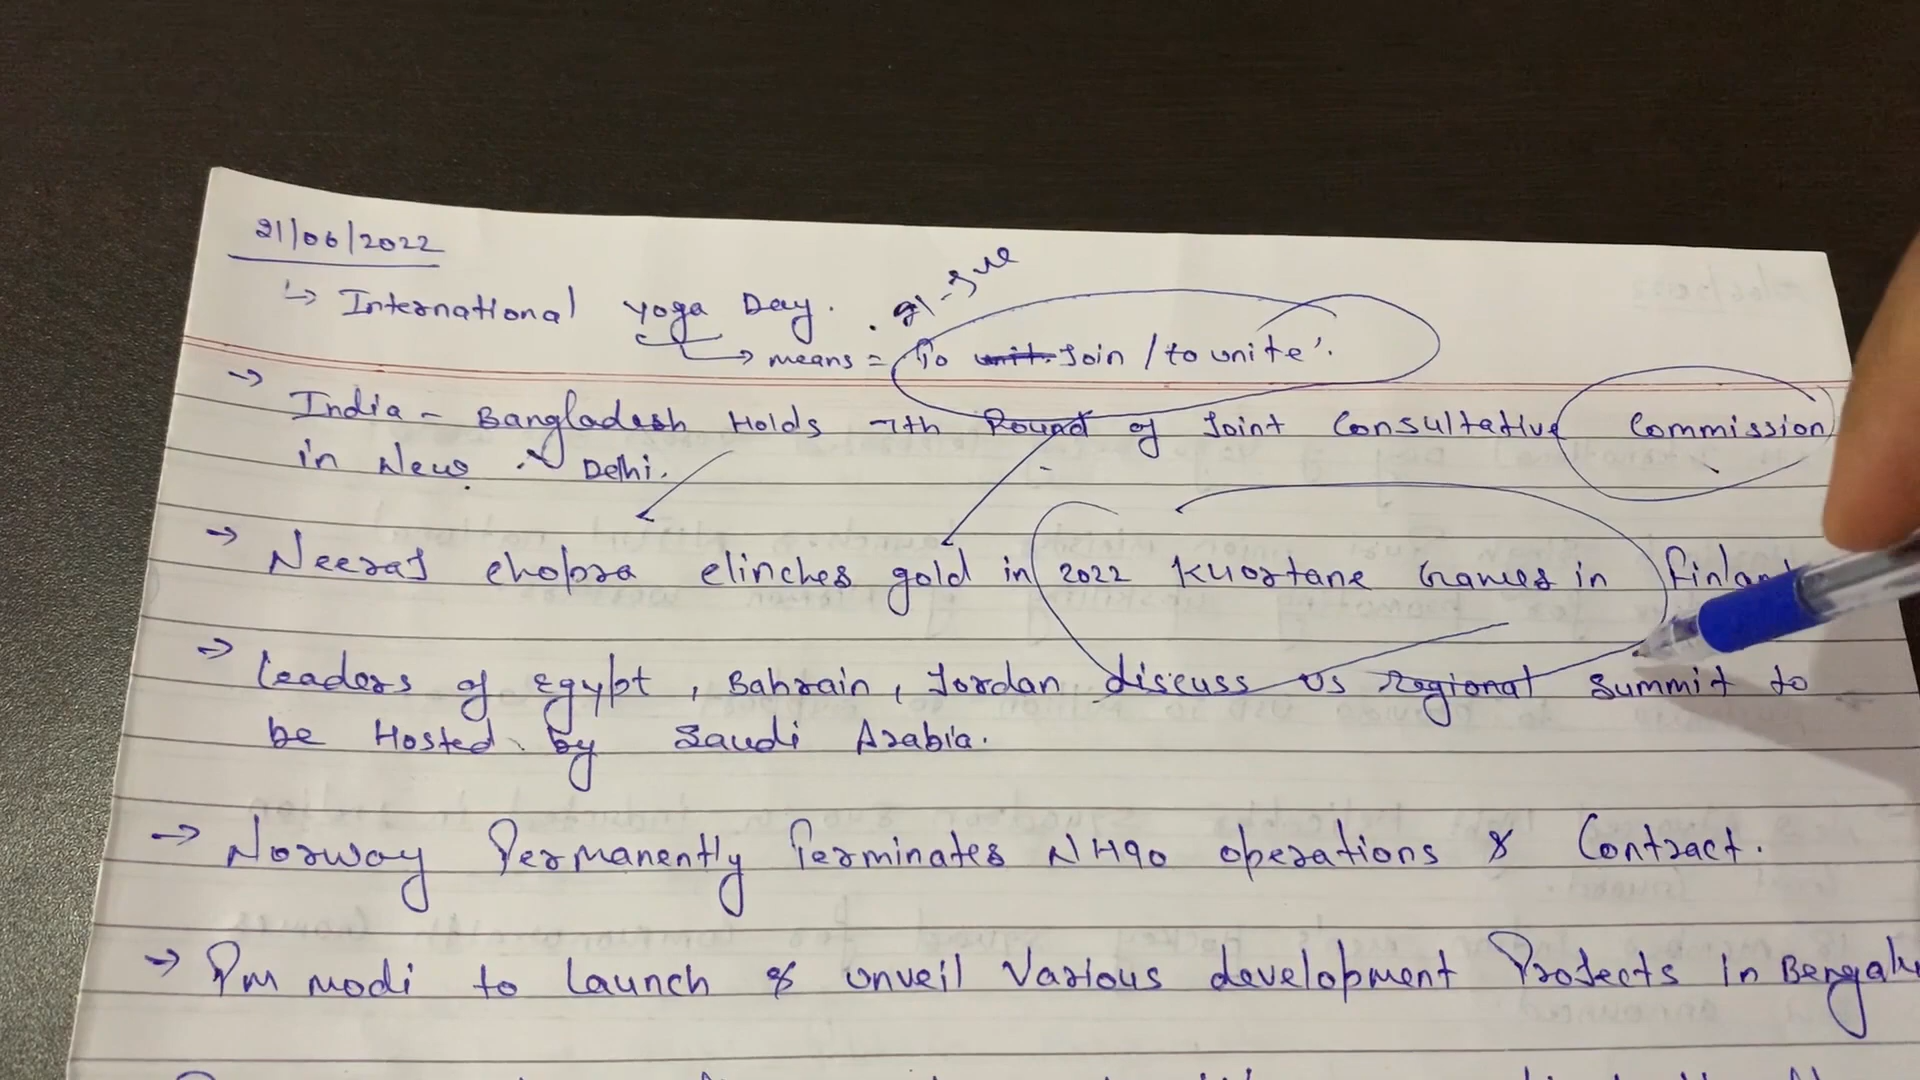 21/06/2022
↳ International Yoga Day. 21-June
↳ means = 'To Join / to unite'.
→ India - Bangladesh Holds 7th Round of Joint Consultative Commission
in New Delhi.
→ Neeraj chopra clinches gold in 2022 Kuortane Games in
→ Leaders of Egypt, Bahrain, Jordan discuss US Regional Summit to
be Hosted by Saudi Arabia.
→ Norway Permanently Terminates NH90 operations & Contract.
→ PM modi to Launch & unveil Various development Projects in